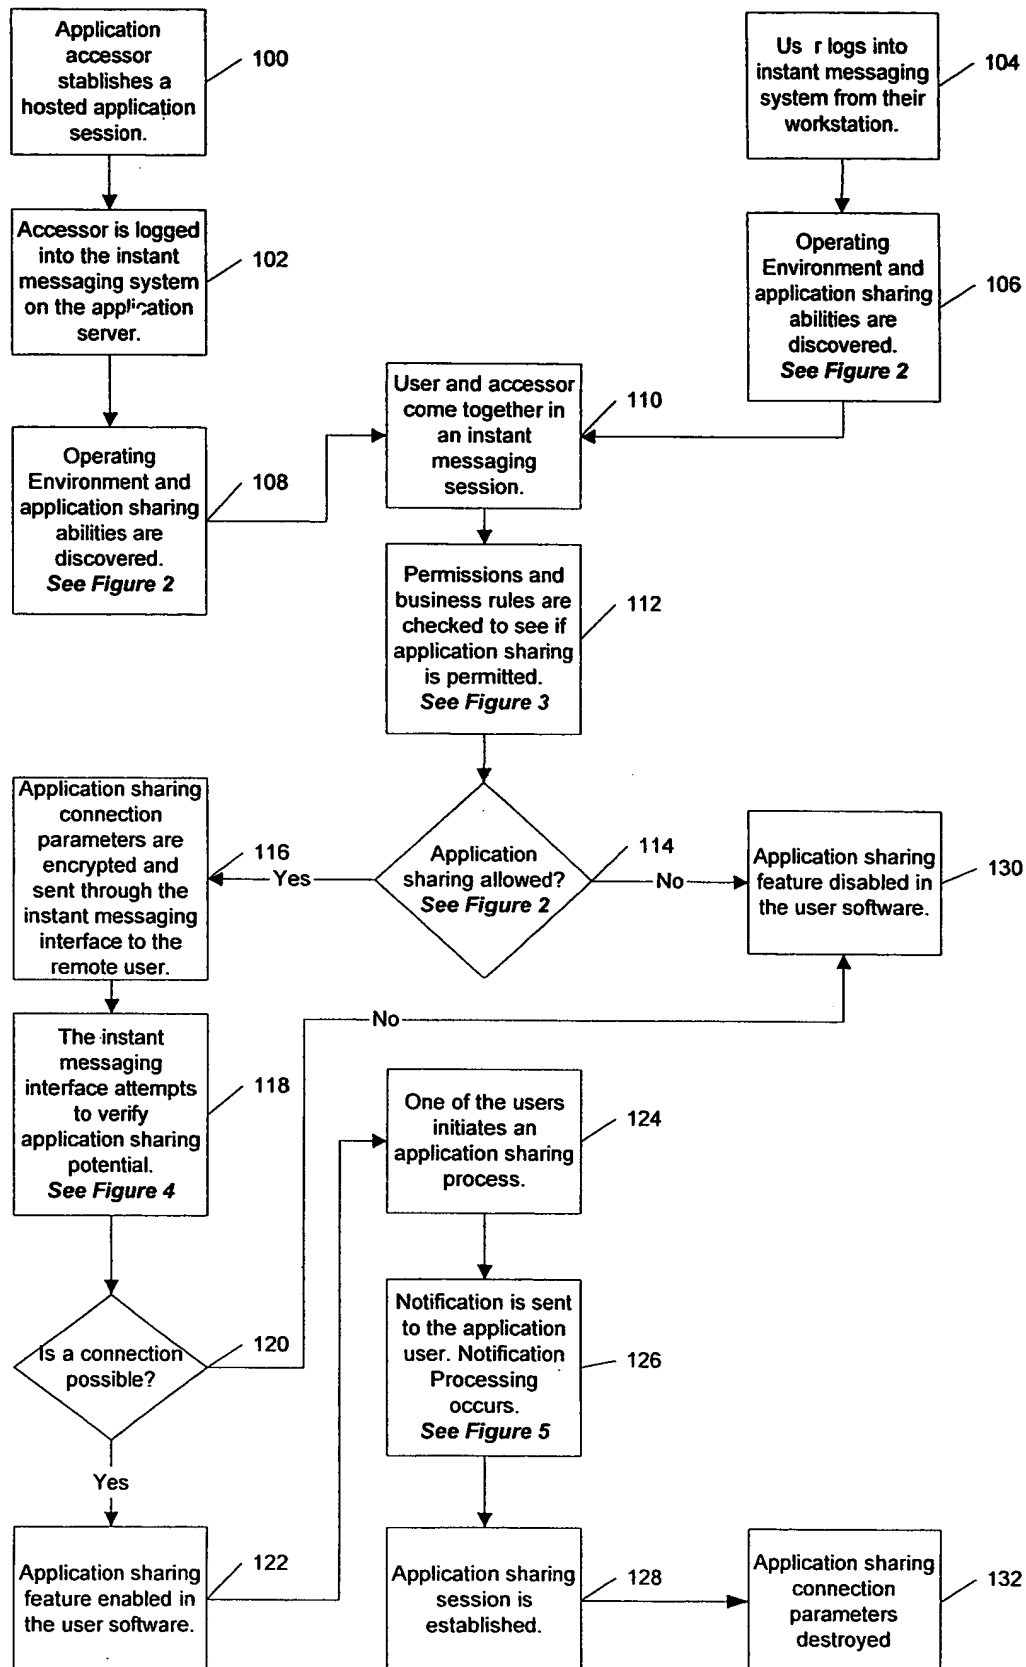 Application
accessor
stablishes a
hosted application
session.
100
Us r logs into
instant messaging
system from their
workstation.
104
Accessor is logged
into the instant
messaging system
on the application
server.
102
Operating
Environment and
application sharing
abilities are
discovered.
See Figure 2
106
User and accessor
come together in
an instant
messaging
session.
110
Operating
Environment and
application sharing
abilities are
discovered.
See Figure 2
108
Permissions and
business rules are
checked to see if
application sharing
is permitted.
See Figure 3
112
Application sharing
connection
parameters are
encrypted and
sent through the
instant messaging
interface to the
remote user.
116
Yes
Application
sharing allowed?
See Figure 2
114
No
Application sharing
feature disabled in
the user software.
130
No
The instant
messaging
interface attempts
to verify
application sharing
potential.
See Figure 4
118
One of the users
initiates an
application sharing
process.
124
Is a connection
possible?
120
Notification is sent
to the application
user. Notification
Processing
occurs.
See Figure 5
126
Yes
Application sharing
feature enabled in
the user software.
122
Application sharing
session is
established.
128
Application sharing
connection
parameters
destroyed
132